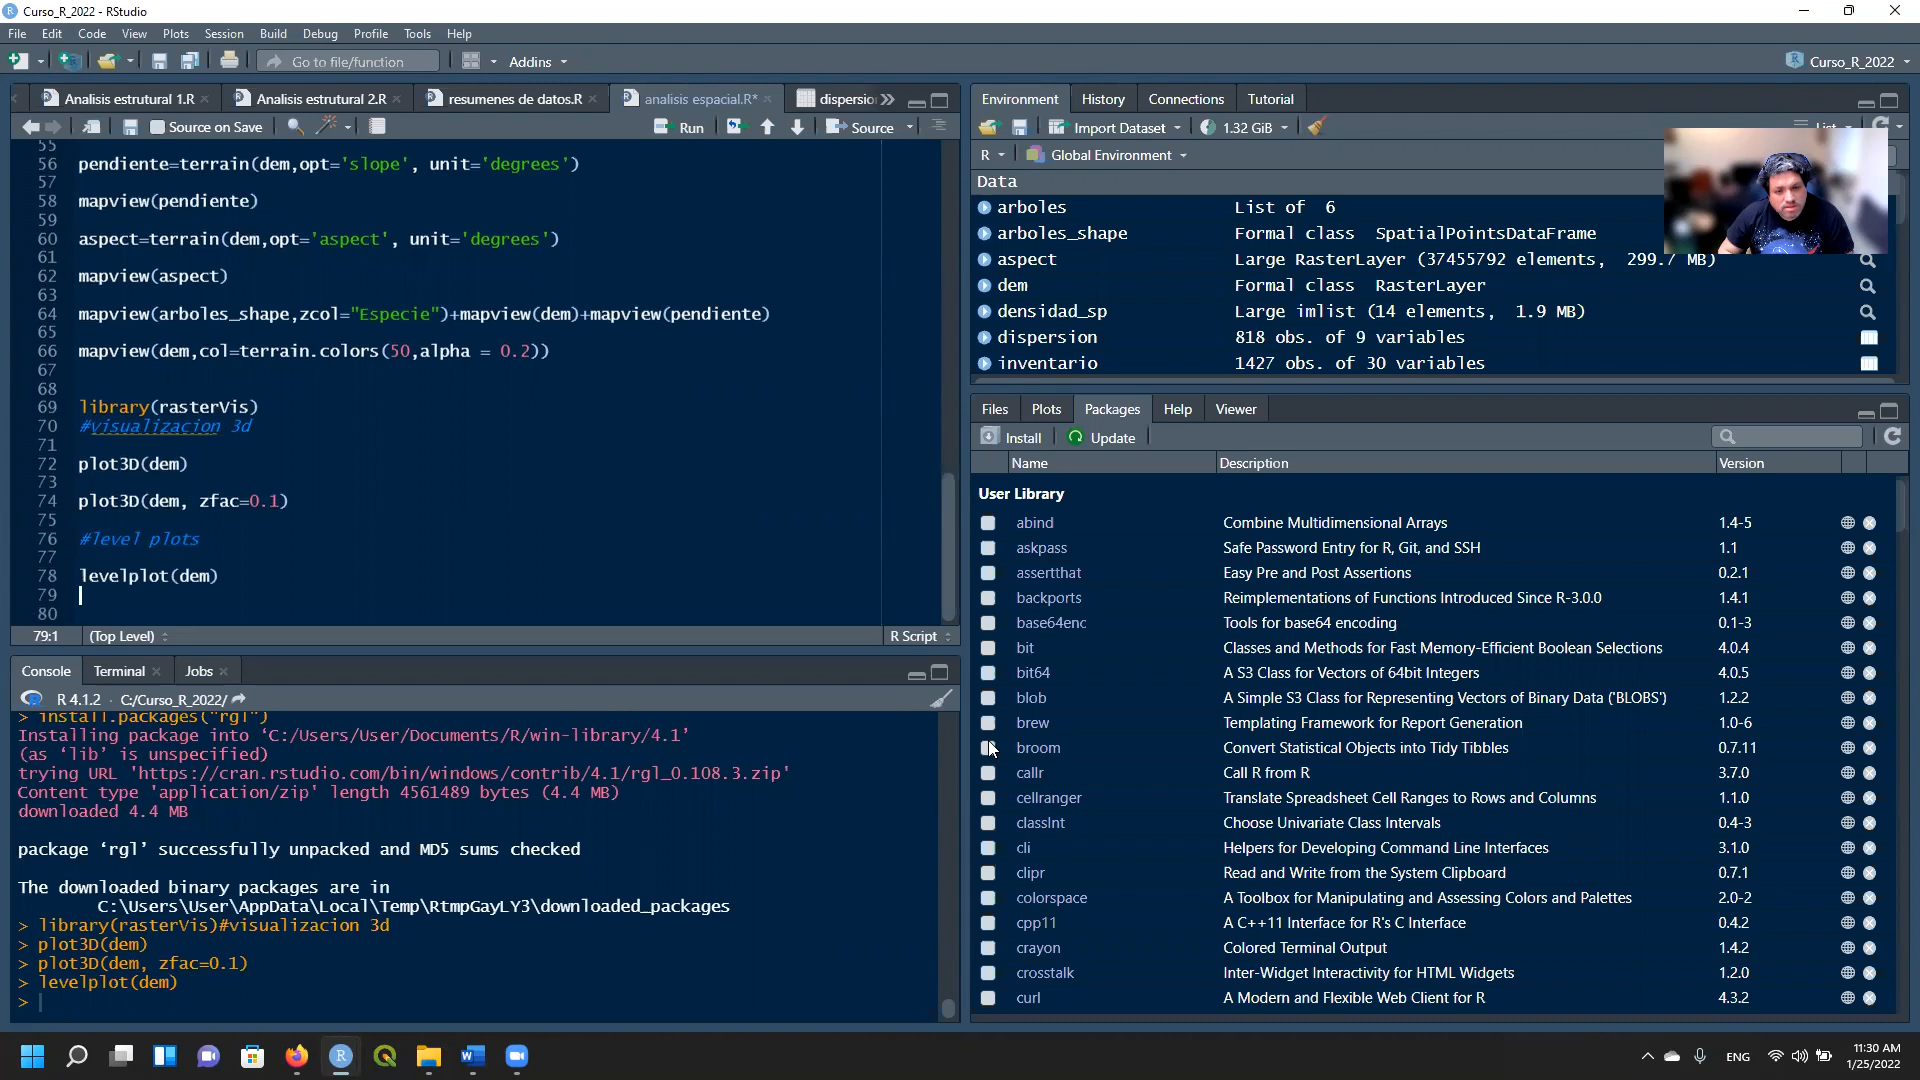 Curso_R_2022 - RStudio
File Edit Code View Plots Session Build Debug Profile Tools Help
Go to file/function Addins Curso_R_2022
Analisis estrutural 1.R Analisis estrutural 2.R resumenes de datos.R analisis espacial.R* dispersio
Source on Save Run Source
55
56 pendiente=terrain(dem,opt='slope', unit='degrees')
57
58 mapview(pendiente)
59
60 aspect=terrain(dem,opt='aspect', unit='degrees')
61
62 mapview(aspect)
63
64 mapview(arboles_shape,zcol="Especie")+mapview(dem)+mapview(pendiente)
65
66 mapview(dem,col=terrain.colors(50,alpha = 0.2))
67
68
69 library(rasterVis)
70 #visualizacion 3d
71
72 plot3D(dem)
73
74 plot3D(dem, zfac=0.1)
75
76 #level plots
77
78 levelplot(dem)
79
80
79:1 (Top Level) R Script
Console Terminal Jobs
R 4.1.2 · C:/Curso_R_2022/
> install.packages("rgl")
Installing package into ‘C:/Users/User/Documents/R/win-library/4.1’
(as ‘lib’ is unspecified)
trying URL 'https://cran.rstudio.com/bin/windows/contrib/4.1/rgl_0.108.3.zip'
Content type 'application/zip' length 4561489 bytes (4.4 MB)
downloaded 4.4 MB
package ‘rgl’ successfully unpacked and MD5 sums checked
The downloaded binary packages are in
C:\Users\User\AppData\Local\Temp\RtmpGayLY3\downloaded_packages
> library(rasterVis)#visualizacion 3d
> plot3D(dem)
> plot3D(dem, zfac=0.1)
> levelplot(dem)
>
Environment History Connections Tutorial
Import Dataset 1.32 GiB List
R Global Environment
Data
arboles List of 6
arboles_shape Formal class SpatialPointsDataFrame
aspect Large RasterLayer (37455792 elements, 299.7 MB)
dem Formal class RasterLayer
densidad_sp Large imlist (14 elements, 1.9 MB)
dispersion 818 obs. of 9 variables
inventario 1427 obs. of 30 variables
Files Plots Packages Help Viewer
Install Update
Name Description Version
User Library
abind Combine Multidimensional Arrays 1.4-5
askpass Safe Password Entry for R, Git, and SSH 1.1
assertthat Easy Pre and Post Assertions 0.2.1
backports Reimplementations of Functions Introduced Since R-3.0.0 1.4.1
base64enc Tools for base64 encoding 0.1-3
bit Classes and Methods for Fast Memory-Efficient Boolean Selections 4.0.4
bit64 A S3 Class for Vectors of 64bit Integers 4.0.5
blob A Simple S3 Class for Representing Vectors of Binary Data ('BLOBS') 1.2.2
brew Templating Framework for Report Generation 1.0-6
broom Convert Statistical Objects into Tidy Tibbles 0.7.11
callr Call R from R 3.7.0
cellranger Translate Spreadsheet Cell Ranges to Rows and Columns 1.1.0
classInt Choose Univariate Class Intervals 0.4-3
cli Helpers for Developing Command Line Interfaces 3.1.0
clipr Read and Write from the System Clipboard 0.7.1
colorspace A Toolbox for Manipulating and Assessing Colors and Palettes 2.0-2
cpp11 A C++11 Interface for R's C Interface 0.4.2
crayon Colored Terminal Output 1.4.2
crosstalk Inter-Widget Interactivity for HTML Widgets 1.2.0
curl A Modern and Flexible Web Client for R 4.3.2
ENG 11:30 AM
1/25/2022